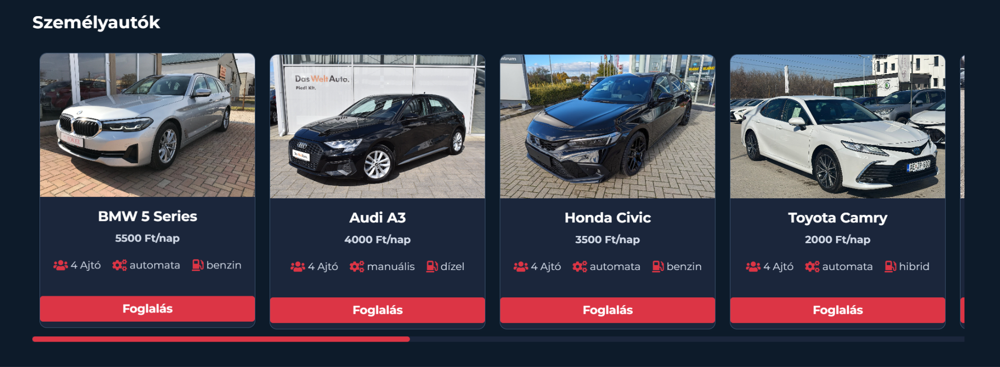 Személyautók
BMW 5 Series
5500 Ft/nap
4 Ajtó automata benzin
Foglalás
DasWeltAuto.
Piedl Kft.
DasWeltAuto.
Audi A3
4000 Ft/nap
4 Ajtó manuális dízel
Foglalás
ntrum
Honda Civic
3500 Ft/nap
4 Ajtó automata benzin
Foglalás
Toyota Camry
2000 Ft/nap
4 Ajtó automata hibrid
Foglalás